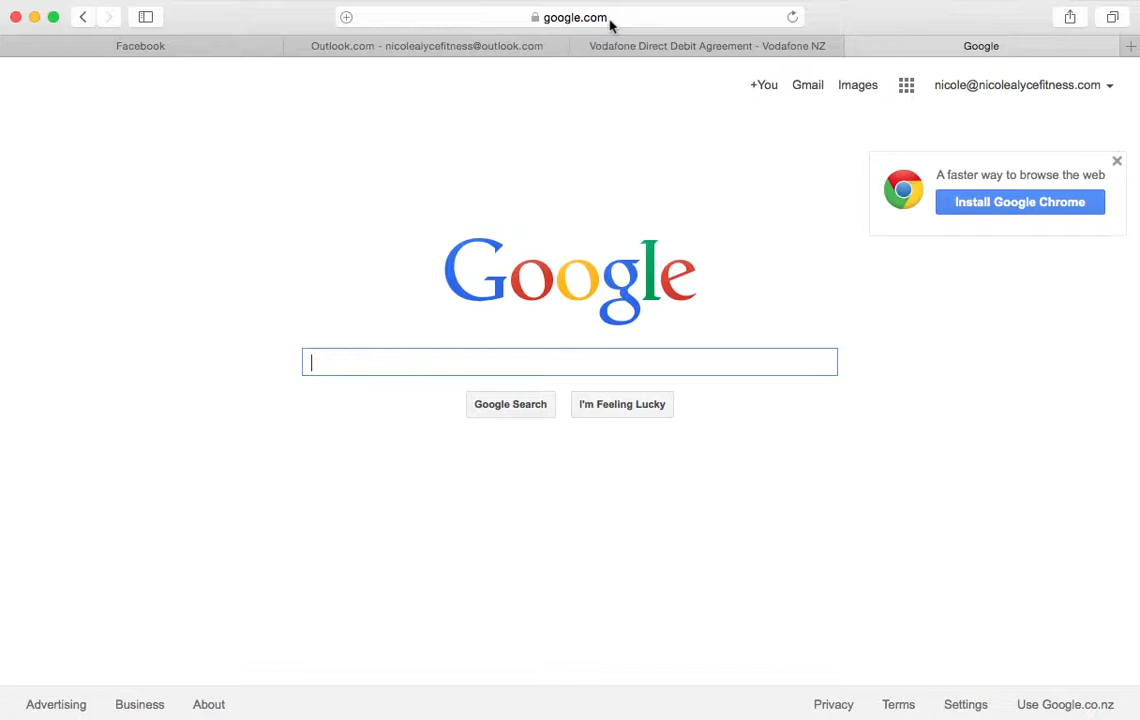 google.com
Facebook
Outlook.com - nicolealycefitness@outlook.com
Vodafone Direct Debit Agreement - Vodafone NZ
Google
+You Gmail Images nicole@nicolealycefitness.com
A faster way to browse the web
Install Google Chrome
Google
Google Search
I'm Feeling Lucky
Advertising Business About Privacy Terms Settings Use Google.co.nz